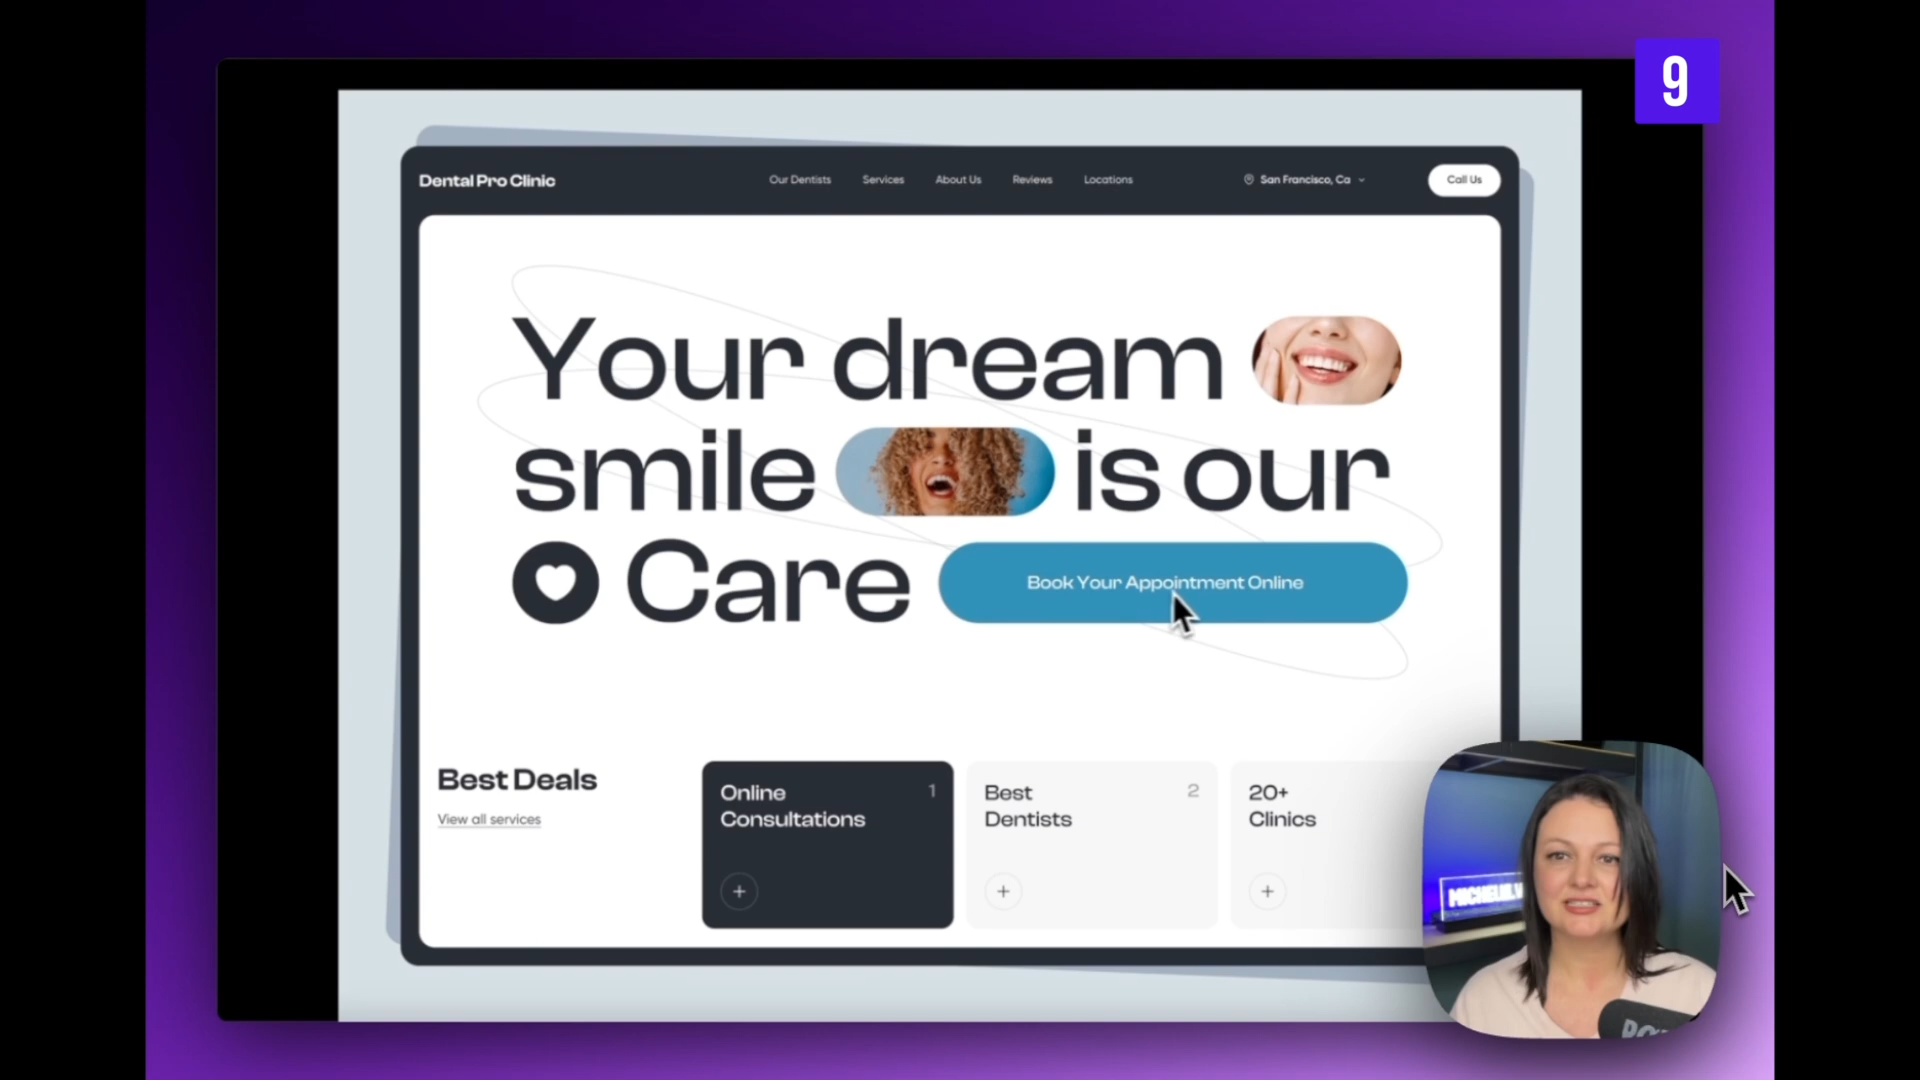 9
Dental Pro Clinic
Our Dentists
Services
About Us
Reviews
Locations
San Francisco, Ca
Call Us
Your dream
smile is our
Care
Book Your Appointment Online
Best Deals
View all services
Online
Consultations
1
Best
Dentists
2
20+
Clinics